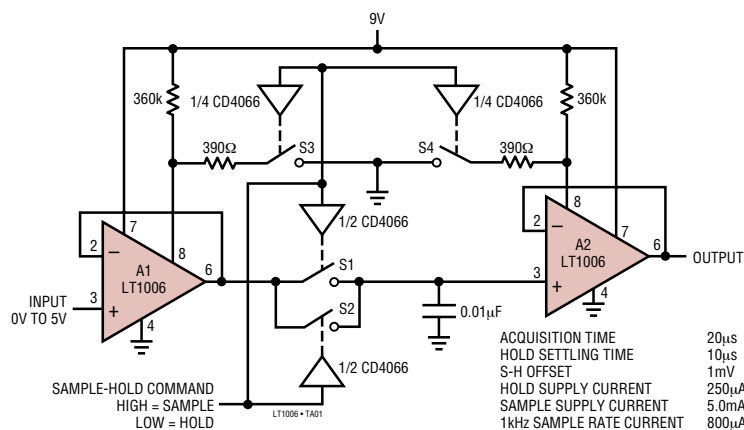 9V
360k
1/4 CD4066
1/4 CD4066
360k
390Ω
S3
S4
390Ω
8
7
2
–
A1
LT1006
3
+
4
6
8
7
INPUT
0V TO 5V
1/2 CD4066
S1
S2
1/2 CD4066
0.01µF
2
–
A2
LT1006
3
+
4
6
OUTPUT
SAMPLE-HOLD COMMAND
HIGH = SAMPLE
LOW = HOLD
LT1006 • TA01
ACQUISITION TIME 20µs
HOLD SETTLING TIME 10µs
S-H OFFSET 1mV
HOLD SUPPLY CURRENT 250µA
SAMPLE SUPPLY CURRENT 5.0mA
1kHz SAMPLE RATE CURRENT 800µA